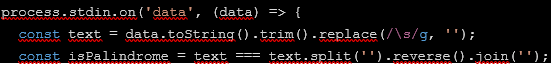 process.stdin.on('data', (data) => {
const text = data.toString().trim().replace(/\s/g, '');
const isPalindrome = text === text.split('').reverse().join('');